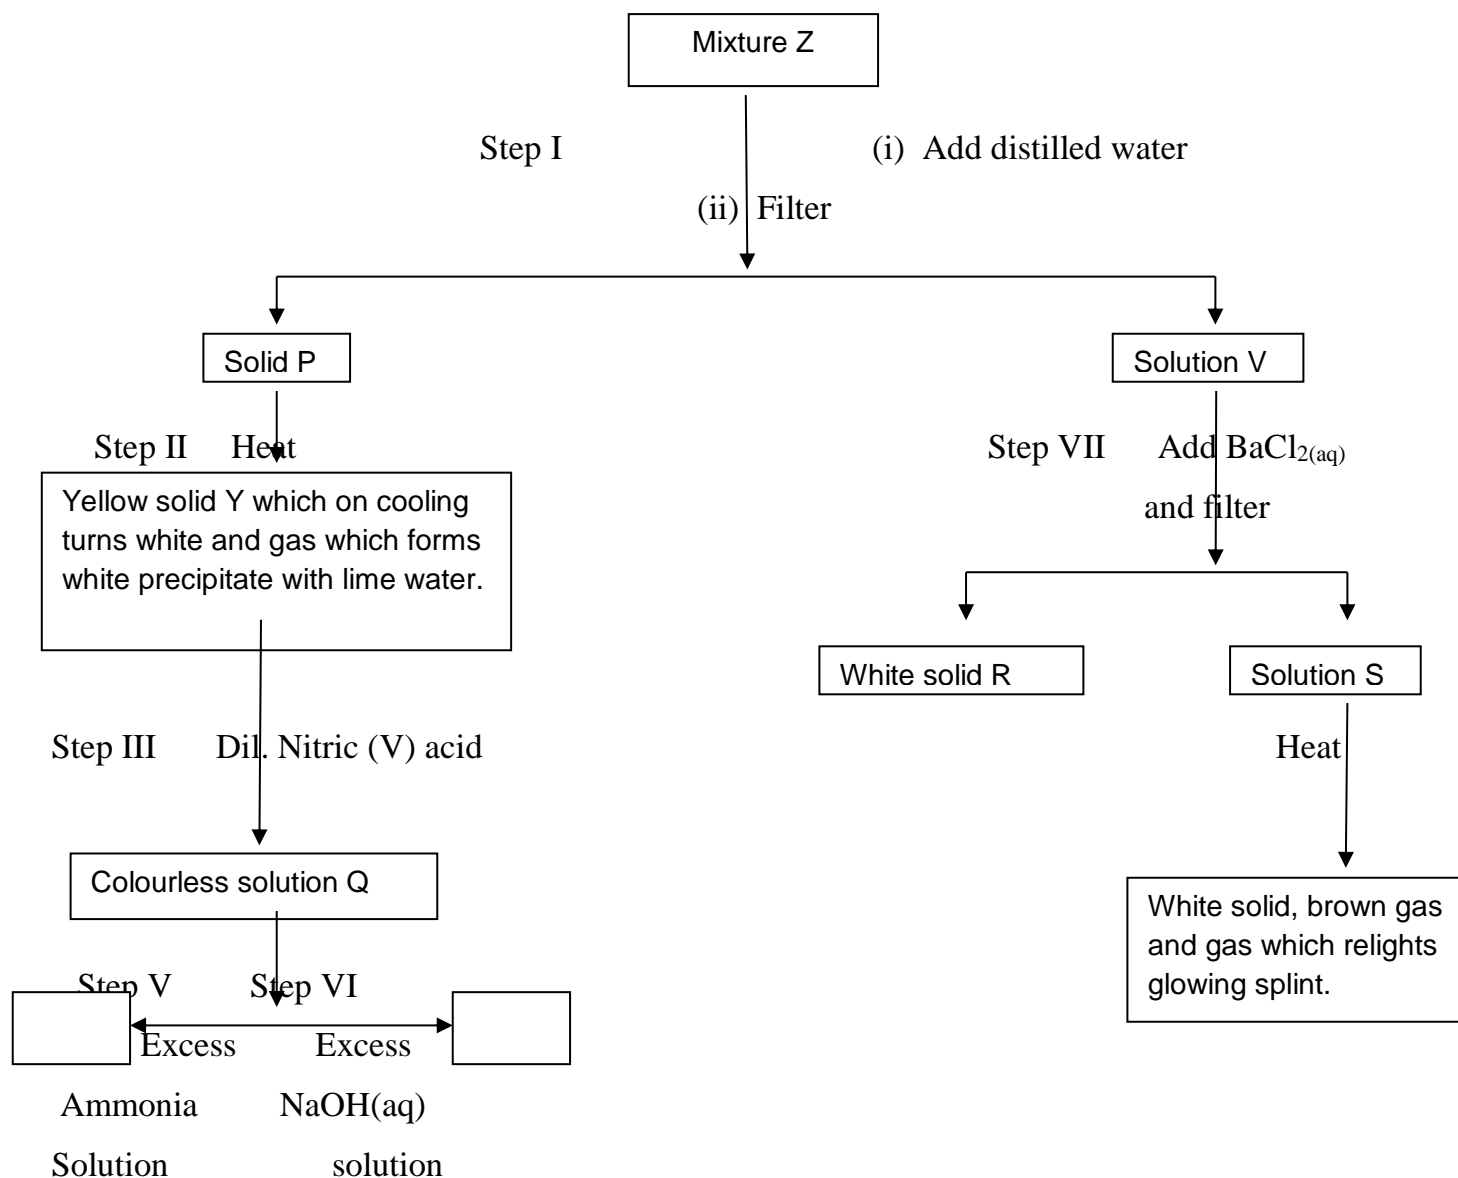 Mixture Z
Step I (i) Add distilled water
(ii) Filter
Solid P
Solution V
Step II Heat
Step VII Add BaCl2(aq)
and filter
Yellow solid Y which on cooling
turns white and gas which forms
white precipitate with lime water.
White solid R
Solution S
Step III Dil. Nitric (V) acid
Heat
Colourless solution Q
White solid, brown gas
and gas which relights
glowing splint.
Step V Step VI
Excess Excess
Ammonia NaOH(aq)
Solution solution